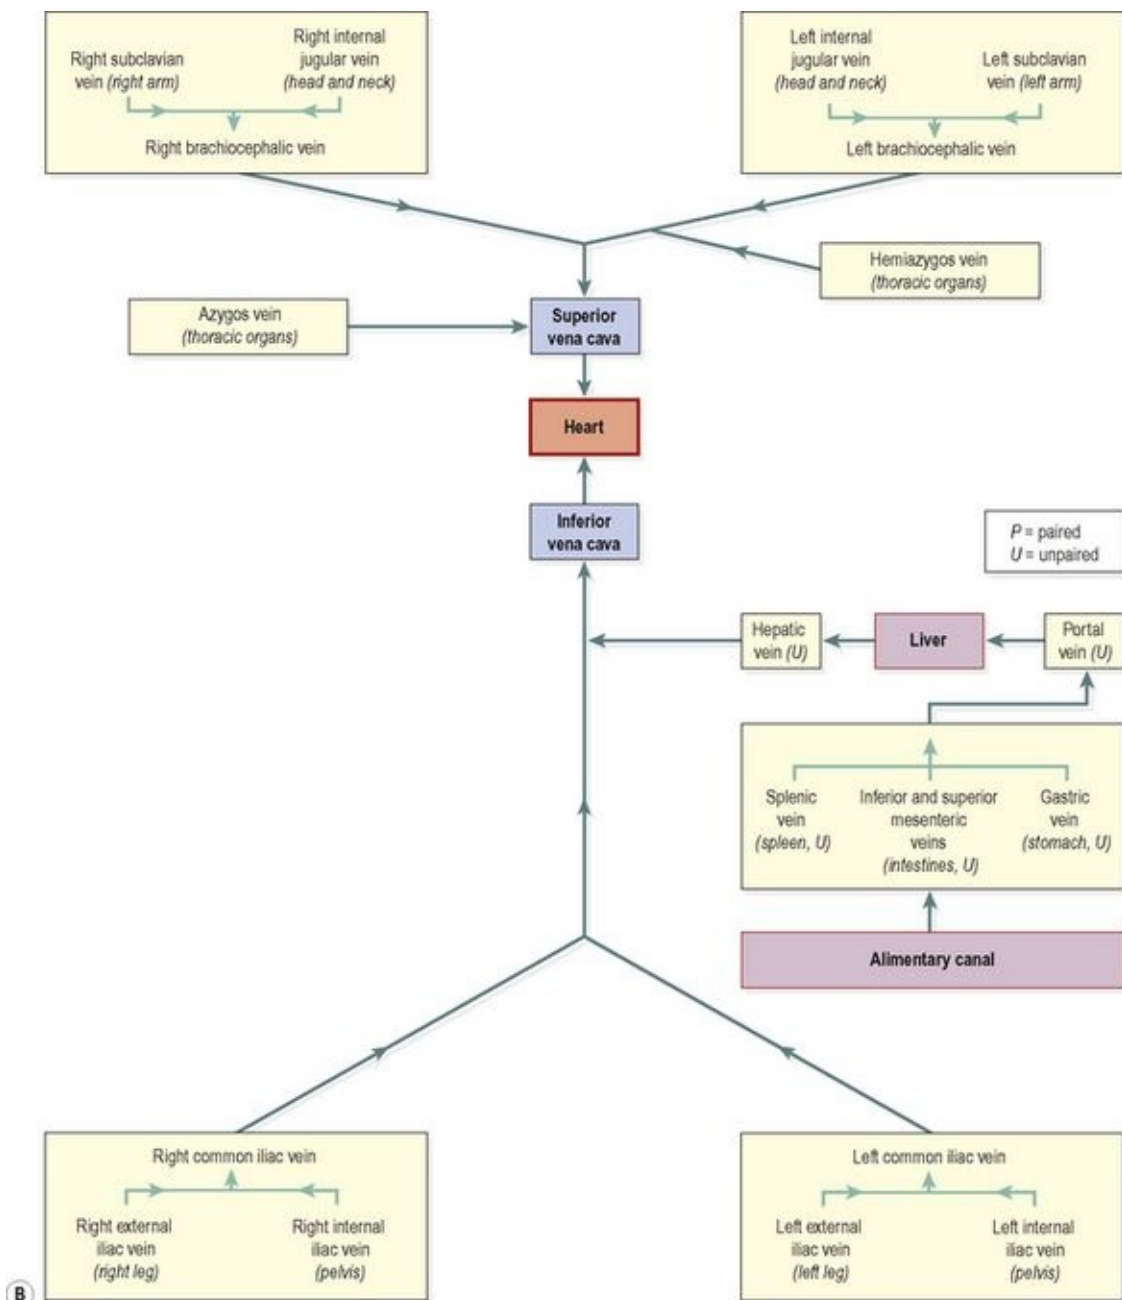 Right subclavian
vein (right arm)
Right internal
jugular vein
(head and neck)
Right brachiocephalic vein
Left internal
jugular vein
(head and neck)
Left subclavian
vein (left arm)
Left brachiocephalic vein
Hemiazygos vein
(thoracic organs)
Azygos vein
(thoracic organs)
Superior
vena cava
Heart
Inferior
vena cava
P = paired
U = unpaired
Hepatic
vein (U)
Liver
Portal
vein (U)
Splenic
vein
(spleen, U)
Inferior and superior
mesenteric
veins
(intestines, U)
Gastric
vein
(stomach, U)
Alimentary canal
Right common iliac vein
Right external
iliac vein
(right leg)
Right internal
iliac vein
(pelvis)
Left common iliac vein
Left external
iliac vein
(left leg)
Left internal
iliac vein
(pelvis)
B